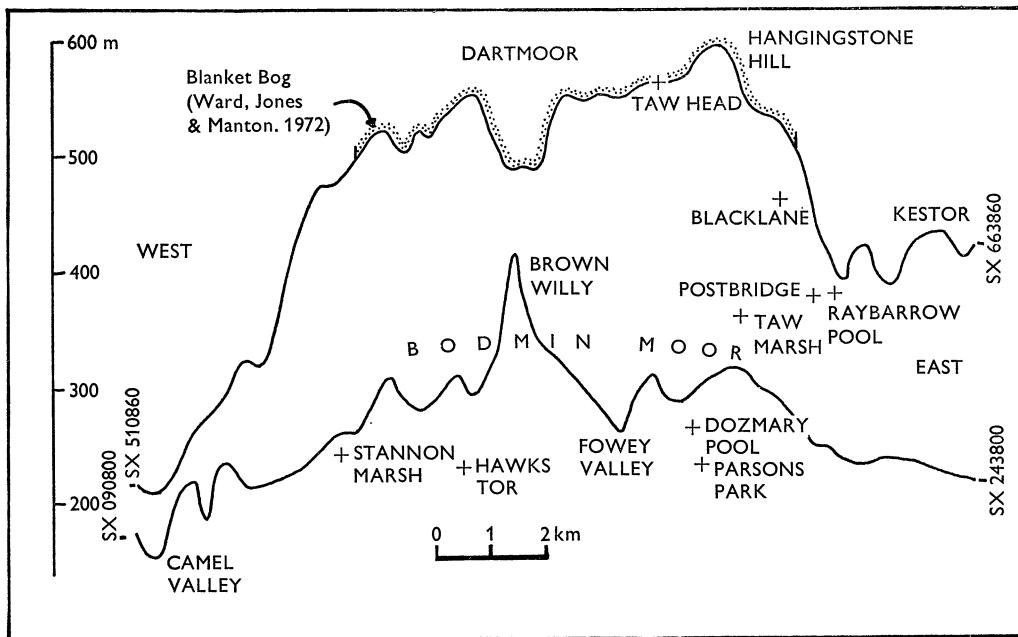 600 m
500
400
300
200
DARTMOOR
HANGINGSTONE
HILL
Blanket Bog
(Ward, Jones
& Manton. 1972)
TAW HEAD
WEST
BLACKLANE
KESTOR
SX 663860
BROWN
WILLY
POSTBRIDGE
TAW
MARSH
RAYBARROW
POOL
BODMIN MOOR
EAST
SX 510860
SX 090800
STANNON
MARSH
HAWKS
TOR
FOWEY
VALLEY
DOZMARY
POOL
PARSONS
PARK
SX 243800
CAMEL
VALLEY
0 1 2 km